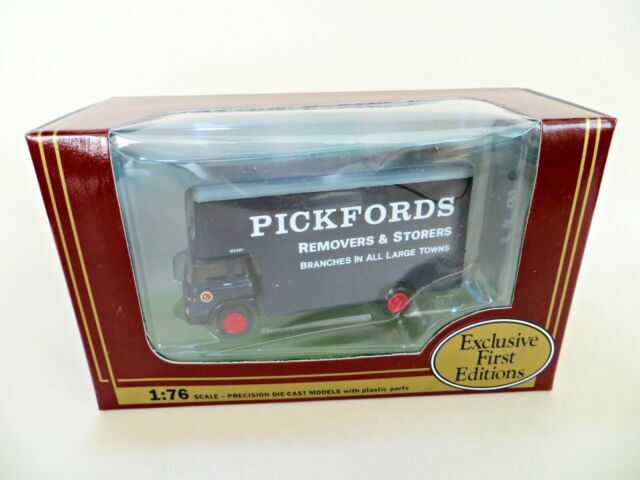 PICKFORDS
REMOVERS & STORERS
BRANCHES IN ALL LARGE TOWNS
Exclusive
First
Editions
1:76 SCALE – PRECISION DIE-CAST MODELS with plastic parts